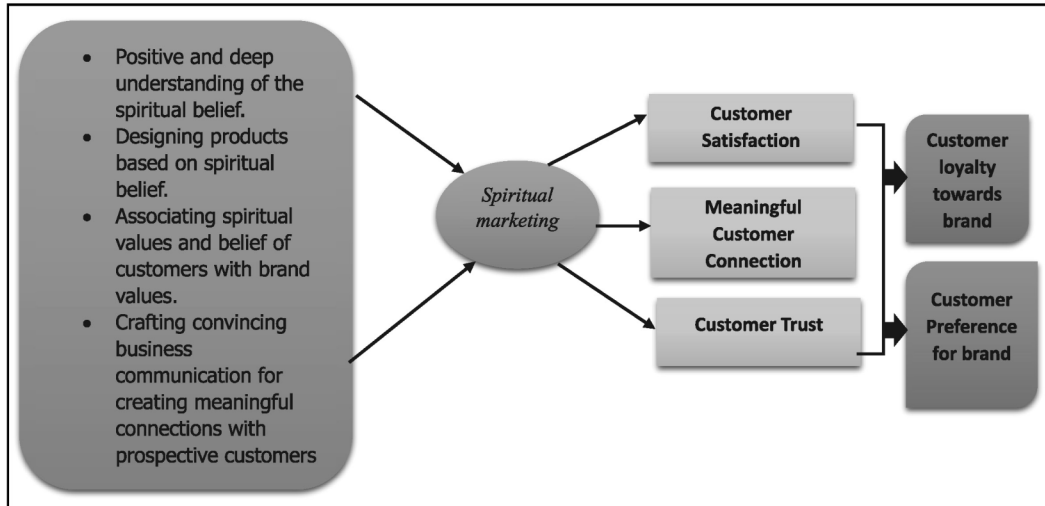 • Positive and deep
understanding of the
spiritual belief.
• Designing products
based on spiritual
belief.
• Associating spiritual
values and belief of
customers with brand
values.
• Crafting convincing
business
communication for
creating meaningful
connections with
prospective customers
Spiritual
marketing
Customer
Satisfaction
Meaningful
Customer
Connection
Customer Trust
Customer
loyalty
towards
brand
Customer
Preference
for brand